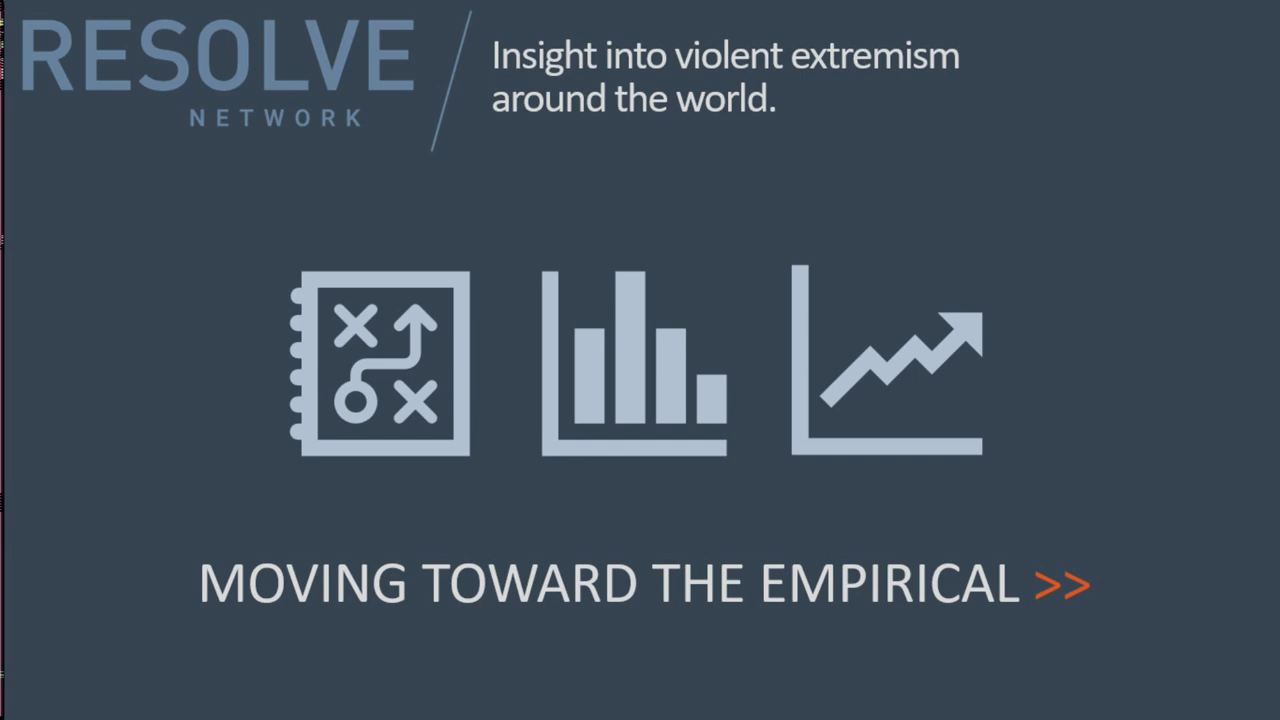 RESOLVE
NETWORK
Insight into violent extremism
around the world.
MOVING TOWARD THE EMPIRICAL >>